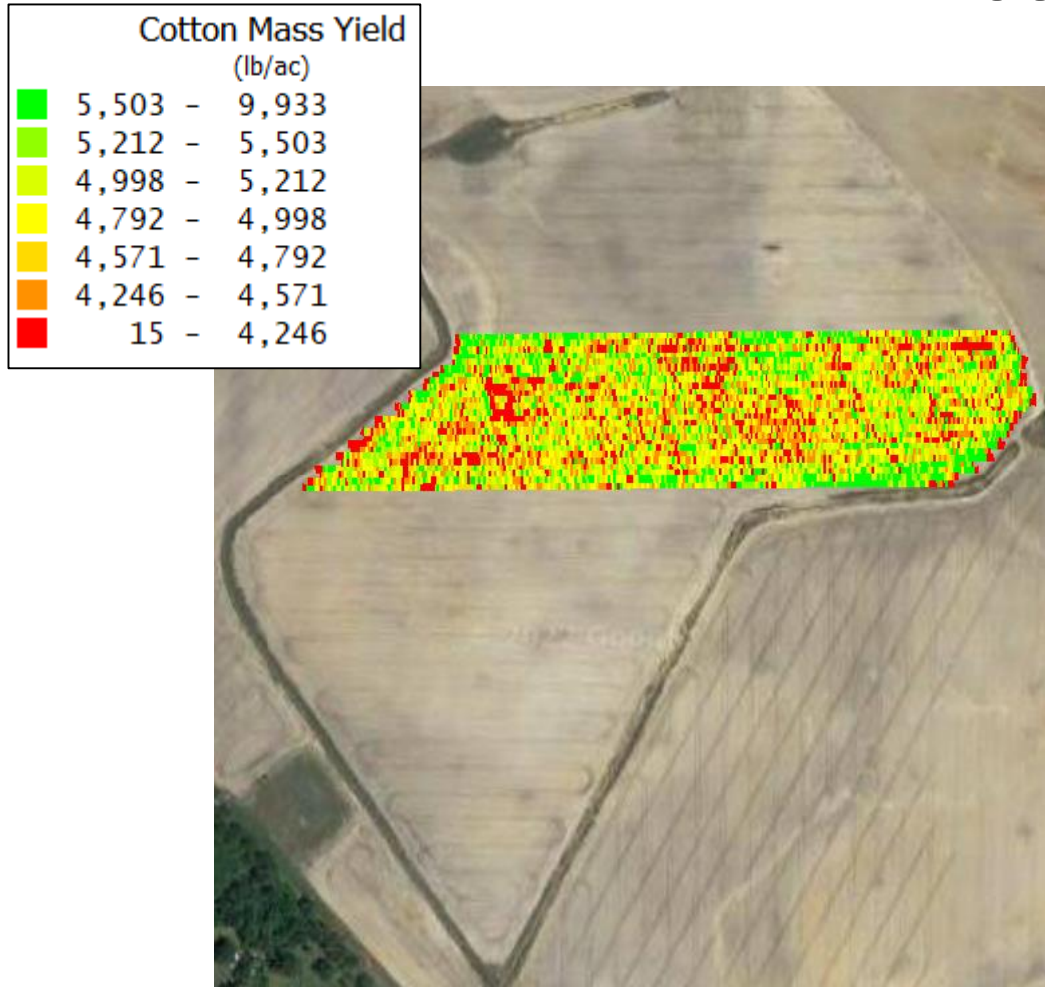 Cotton Mass Yield
(lb/ac)
5,503 - 9,933
5,212 - 5,503
4,998 - 5,212
4,792 - 4,998
4,571 - 4,792
4,246 - 4,571
15 - 4,246